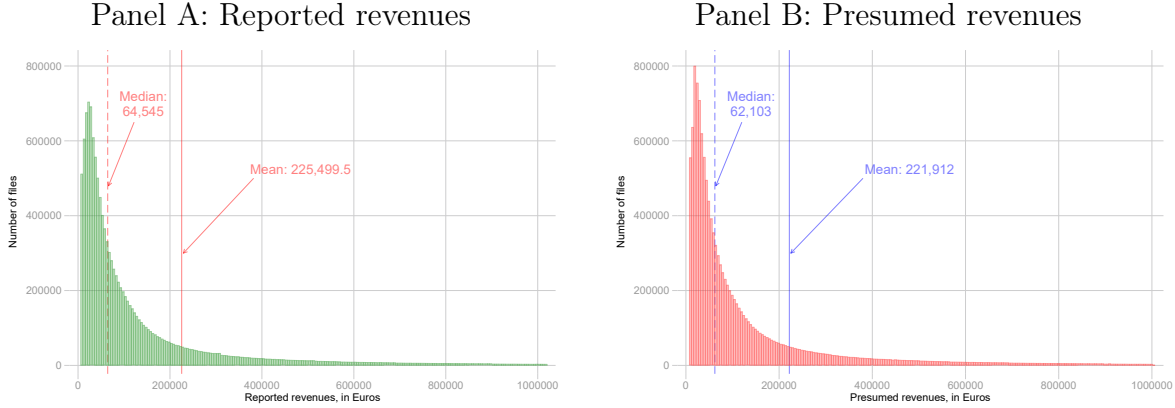 Panel A: Reported revenues
800000
600000
400000
200000
0
Number of files
Median:
64,545
Mean: 225,499.5
0
200000
400000
600000
800000
1000000
Reported revenues, in Euros
Panel B: Presumed revenues
800000
600000
400000
200000
0
Number of files
Median:
62,103
Mean: 221,912
0
200000
400000
600000
800000
1000000
Presumed revenues, in Euros